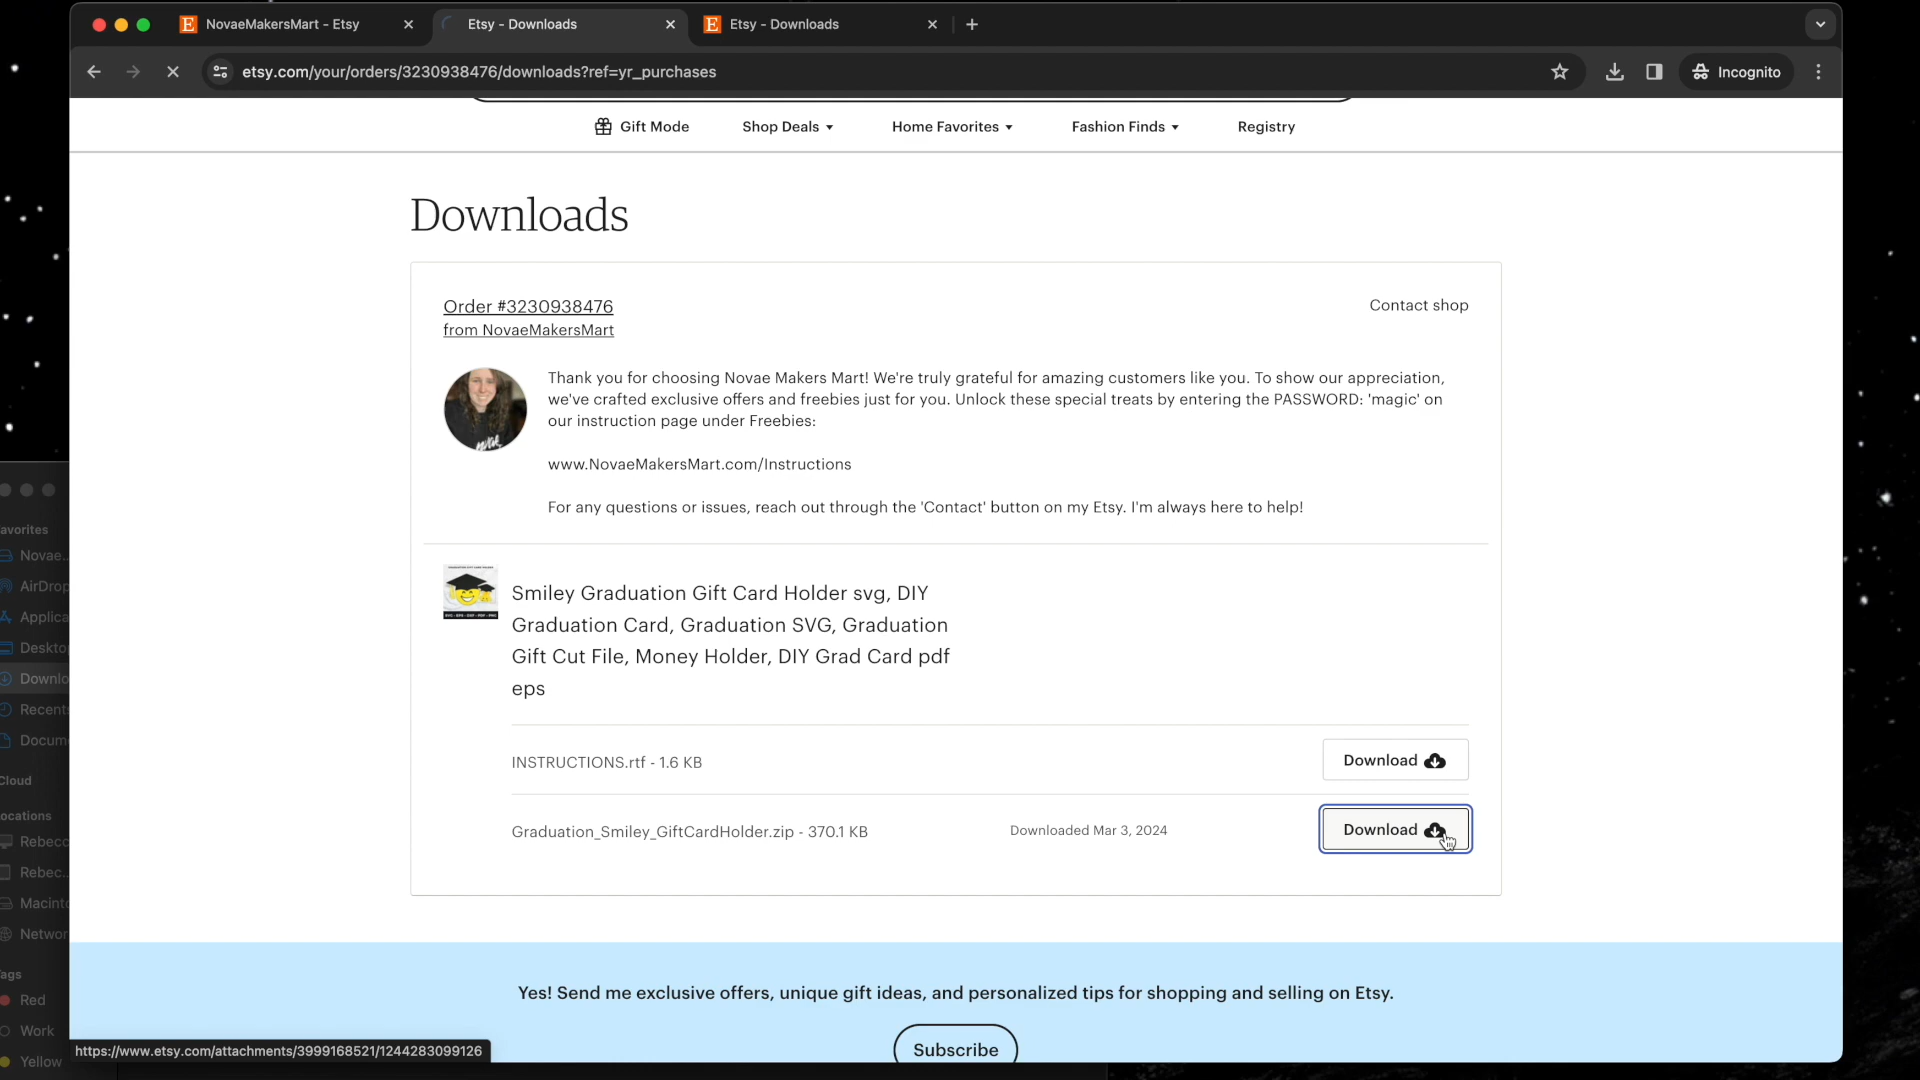 NovaeMakersMart - Etsy
Etsy - Downloads
Etsy - Downloads
etsy.com/your/orders/3230938476/downloads?ref=yr_purchases
Incognito
Gift Mode
Shop Deals
Home Favorites
Fashion Finds
Registry
Downloads
Order #3230938476
from NovaeMakersMart
Contact shop
Thank you for choosing Novae Makers Mart! We're truly grateful for amazing customers like you. To show our appreciation,
we've crafted exclusive offers and freebies just for you. Unlock these special treats by entering the PASSWORD: 'magic' on
our instruction page under Freebies:
www.NovaeMakersMart.com/Instructions
For any questions or issues, reach out through the 'Contact' button on my Etsy. I'm always here to help!
Smiley Graduation Gift Card Holder svg, DIY
Graduation Card, Graduation SVG, Graduation
Gift Cut File, Money Holder, DIY Grad Card pdf
eps
INSTRUCTIONS.rtf - 1.6 KB
Download
Graduation_Smiley_GiftCardHolder.zip - 370.1 KB
Downloaded Mar 3, 2024
Download
Yes! Send me exclusive offers, unique gift ideas, and personalized tips for shopping and selling on Etsy.
Subscribe
https://www.etsy.com/attachments/3999168521/1244283099126
avorites
Novae...
AirDrop
Applica
Deskto
Downlo
Recents
Docum
Cloud
ocations
Rebecc
Rebec...
Macint
Networ
ags
Red
Work
Yellow